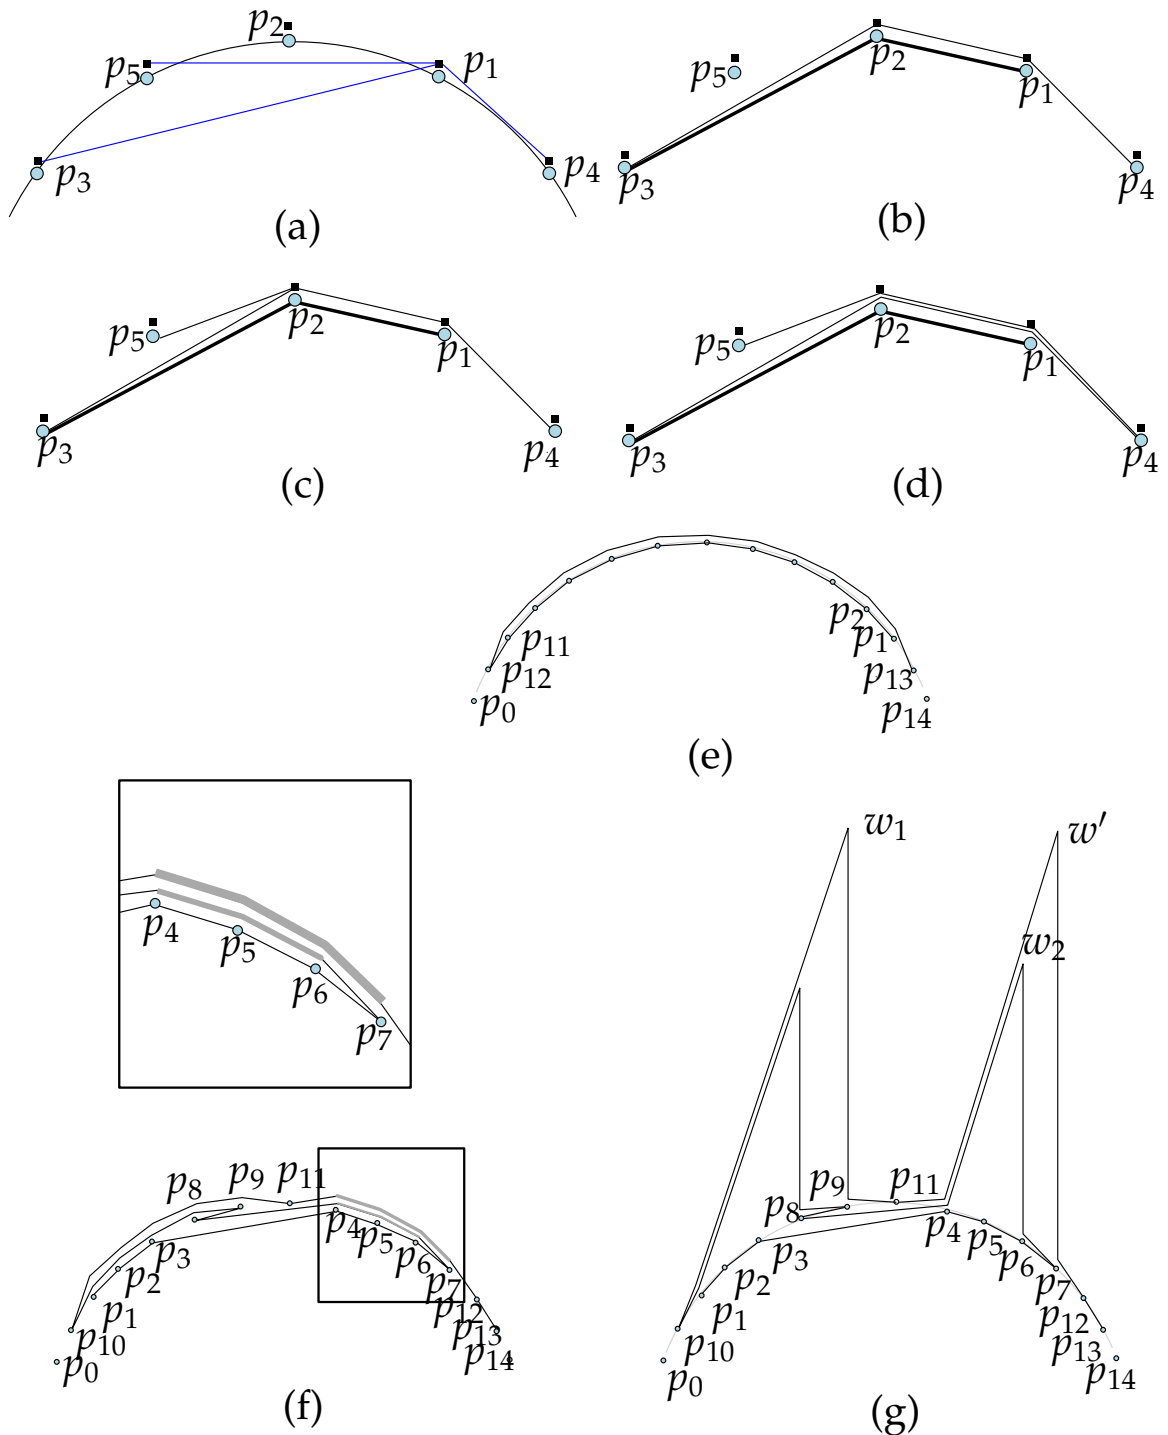 p2
p5 p1
p3 p4
(a)
p2
p5 p1
p3 p4
(b)
p5 p2 p1
p3 p4
(c)
p5 p2 p1
p3 p4
(d)
p2
p11 p1
p12 p13
p0 p14
(e)
p4
p5
p6
p7
p8 p9 p11
p4
p3 p5
p2 p6
p1 p7
p10 p12
p0 p13
p14
(f)
w1 w′
w2
p9 p11
p8
p3 p4
p2 p5
p1 p6
p10 p7
p0 p12
p13
p14
(g)